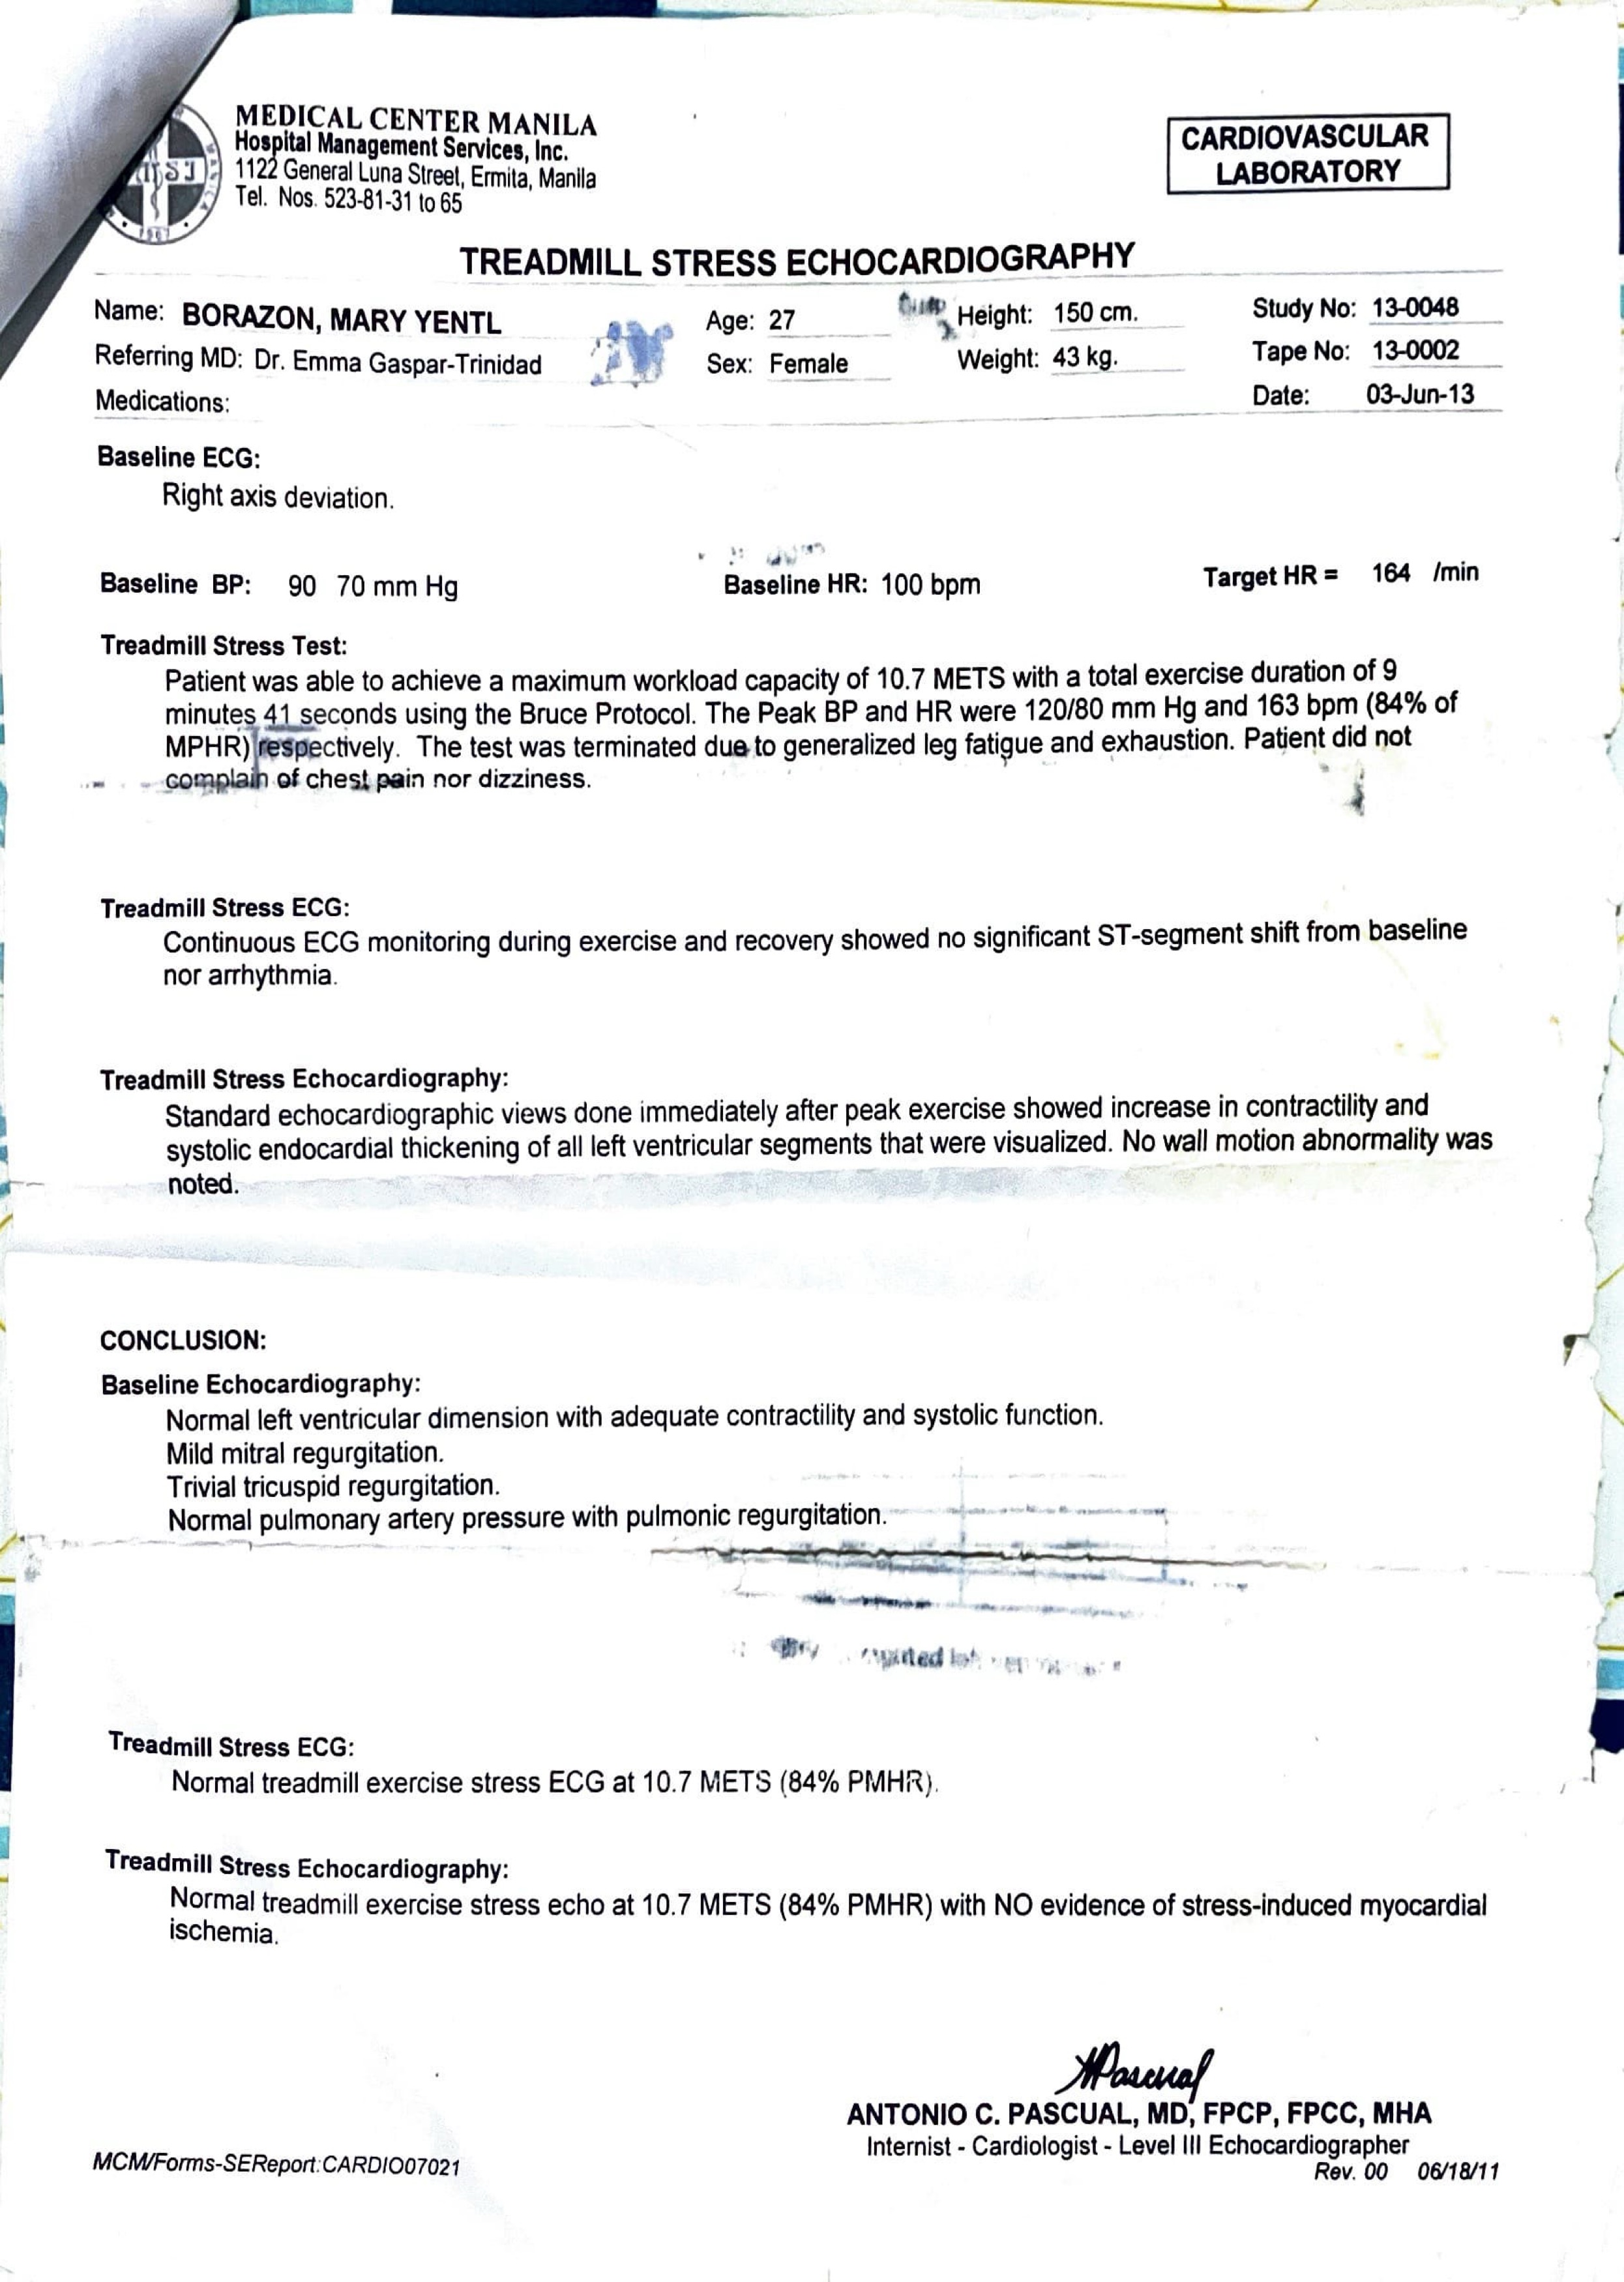 MEDICAL CENTER MANILA
Hospital Management Services, Inc.
1122 General Luna Street, Ermita, Manila
Tel. Nos. 523-81-31 to 65
CARDIOVASCULAR
LABORATORY
TREADMILL STRESS ECHOCARDIOGRAPHY
Name: BORAZON, MARY YENTL Age: 27 Height: 150 cm. Study No: 13-0048
Referring MD: Dr. Emma Gaspar-Trinidad Sex: Female Weight: 43 kg. Tape No: 13-0002
Medications: Date: 03-Jun-13
Baseline ECG:
Right axis deviation.
Baseline BP: 90 70 mm Hg Baseline HR: 100 bpm Target HR = 164 /min
Treadmill Stress Test:
Patient was able to achieve a maximum workload capacity of 10.7 METS with a total exercise duration of 9
minutes 41 seconds using the Bruce Protocol. The Peak BP and HR were 120/80 mm Hg and 163 bpm (84% of
MPHR) respectively. The test was terminated due to generalized leg fatigue and exhaustion. Patient did not
complain of chest pain nor dizziness.
Treadmill Stress ECG:
Continuous ECG monitoring during exercise and recovery showed no significant ST-segment shift from baseline
nor arrhythmia.
Treadmill Stress Echocardiography:
Standard echocardiographic views done immediately after peak exercise showed increase in contractility and
systolic endocardial thickening of all left ventricular segments that were visualized. No wall motion abnormality was
noted.
CONCLUSION:
Baseline Echocardiography:
Normal left ventricular dimension with adequate contractility and systolic function.
Mild mitral regurgitation.
Trivial tricuspid regurgitation.
Normal pulmonary artery pressure with pulmonic regurgitation.
Treadmill Stress ECG:
Normal treadmill exercise stress ECG at 10.7 METS (84% PMHR).
Treadmill Stress Echocardiography:
Normal treadmill exercise stress echo at 10.7 METS (84% PMHR) with NO evidence of stress-induced myocardial
ischemia.
APascual
ANTONIO C. PASCUAL, MD, FPCP, FPCC, MHA
Internist - Cardiologist - Level III Echocardiographer
MCM/Forms-SEReport:CARDIO07021 Rev. 00 06/18/11